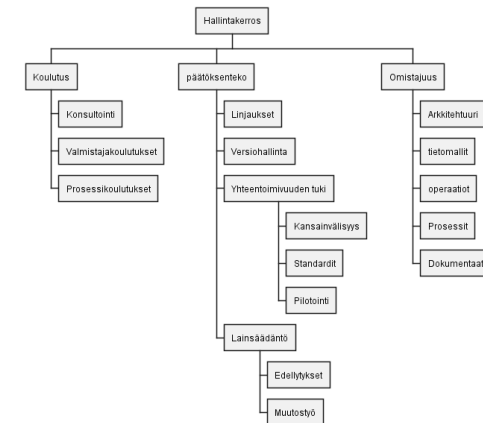 Hallintakerros
Koulutus
päätöksenteko
Omistajuus
Konsultointi
Valmistajakoulutukset
Prosessikoulutukset
Linjaukset
Versiohallinta
Yhteentoimivuuden tuki
Kansainvälisyys
Standardit
Pilotointi
Lainsäädäntö
Edellytykset
Muutostyö
Arkkitehtuuri
tietomallit
operaatiot
Prosessit
Dokumentaat